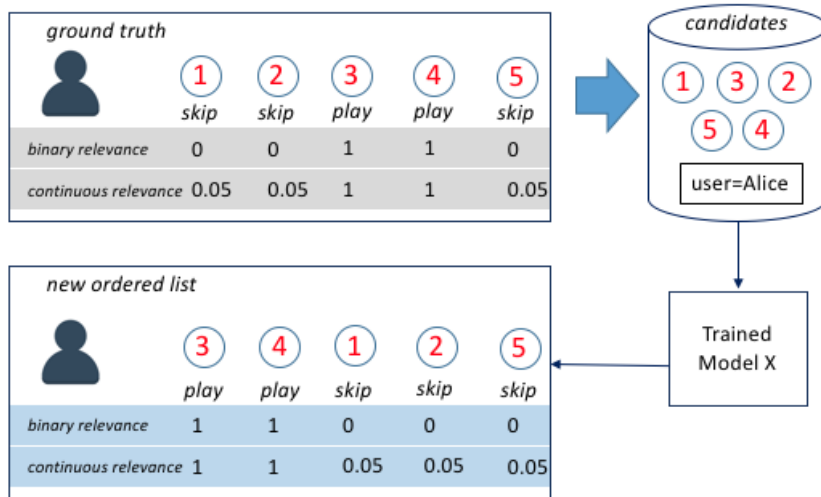 ground truth
1 2 3 4 5
skip skip play play skip
binary relevance 0 0 1 1 0
continuous relevance 0.05 0.05 1 1 0.05
candidates
1 3 2
5 4
user=Alice
Trained
Model X
new ordered list
3 4 1 2 5
play play skip skip skip
binary relevance 1 1 0 0 0
continuous relevance 1 1 0.05 0.05 0.05